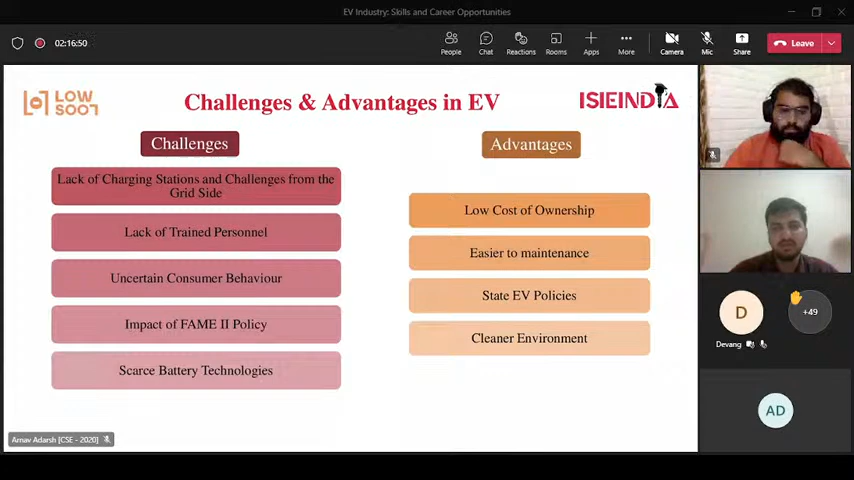 EV Industry: Skills and Career Opportunities
02:16:50
People
Chat
Reactions
Rooms
Apps
More
Camera
Mic
Share
Leave
LOW
SOOT
Challenges & Advantages in EV
ISIEINDIA
Challenges
Advantages
Lack of Charging Stations and Challenges from the
Grid Side
Lack of Trained Personnel
Uncertain Consumer Behaviour
Impact of FAME II Policy
Scarce Battery Technologies
Low Cost of Ownership
Easier to maintenance
State EV Policies
Cleaner Environment
D
+49
Devang
AD
Arnav Adarsh [CSE - 2020]